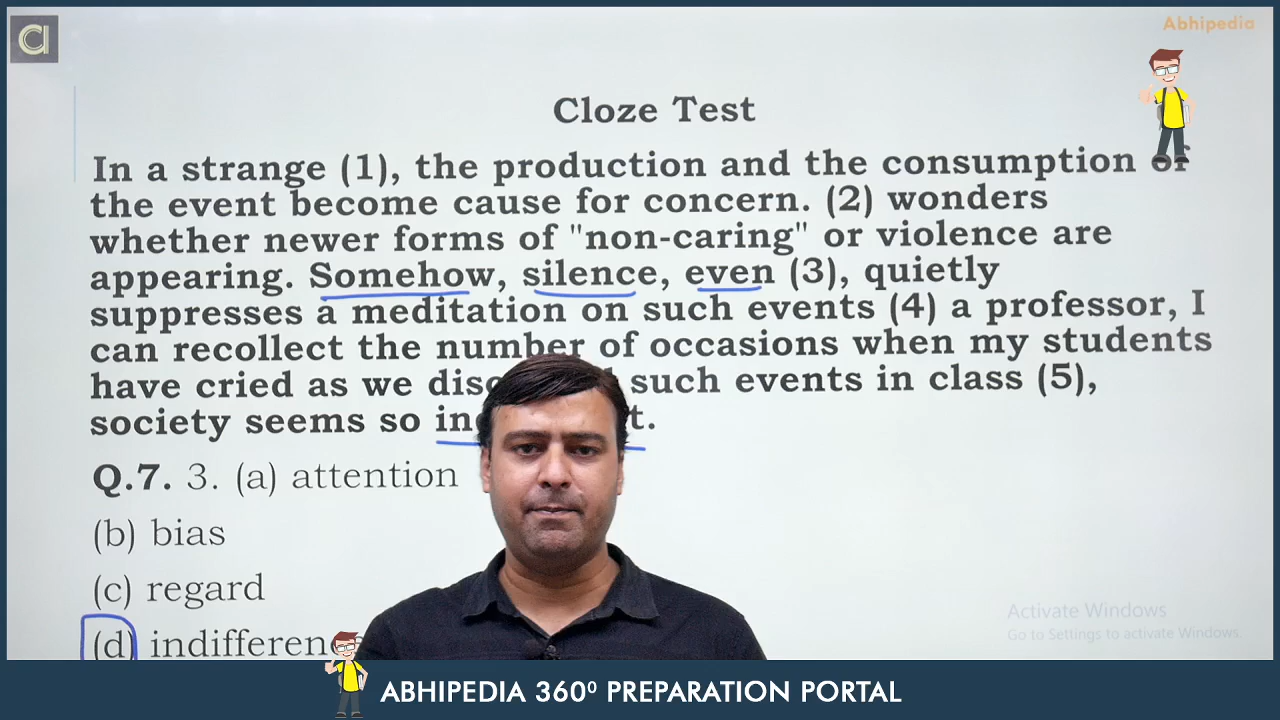 Abhipedia
Cloze Test
In a strange (1), the production and the consumption of
the event become cause for concern. (2) wonders
whether newer forms of "non-caring" or violence are
appearing. Somehow, silence, even (3), quietly
suppresses a meditation on such events (4) a professor, I
can recollect the number of occasions when my students
have cried as we such events in class (5),
society seems so
Q.7. 3. (a) attention
(b) bias
(c) regard
(d)
Activate Windows
Go to Settings to activate Windows.
ABHIPEDIA 360⁰ PREPARATION PORTAL